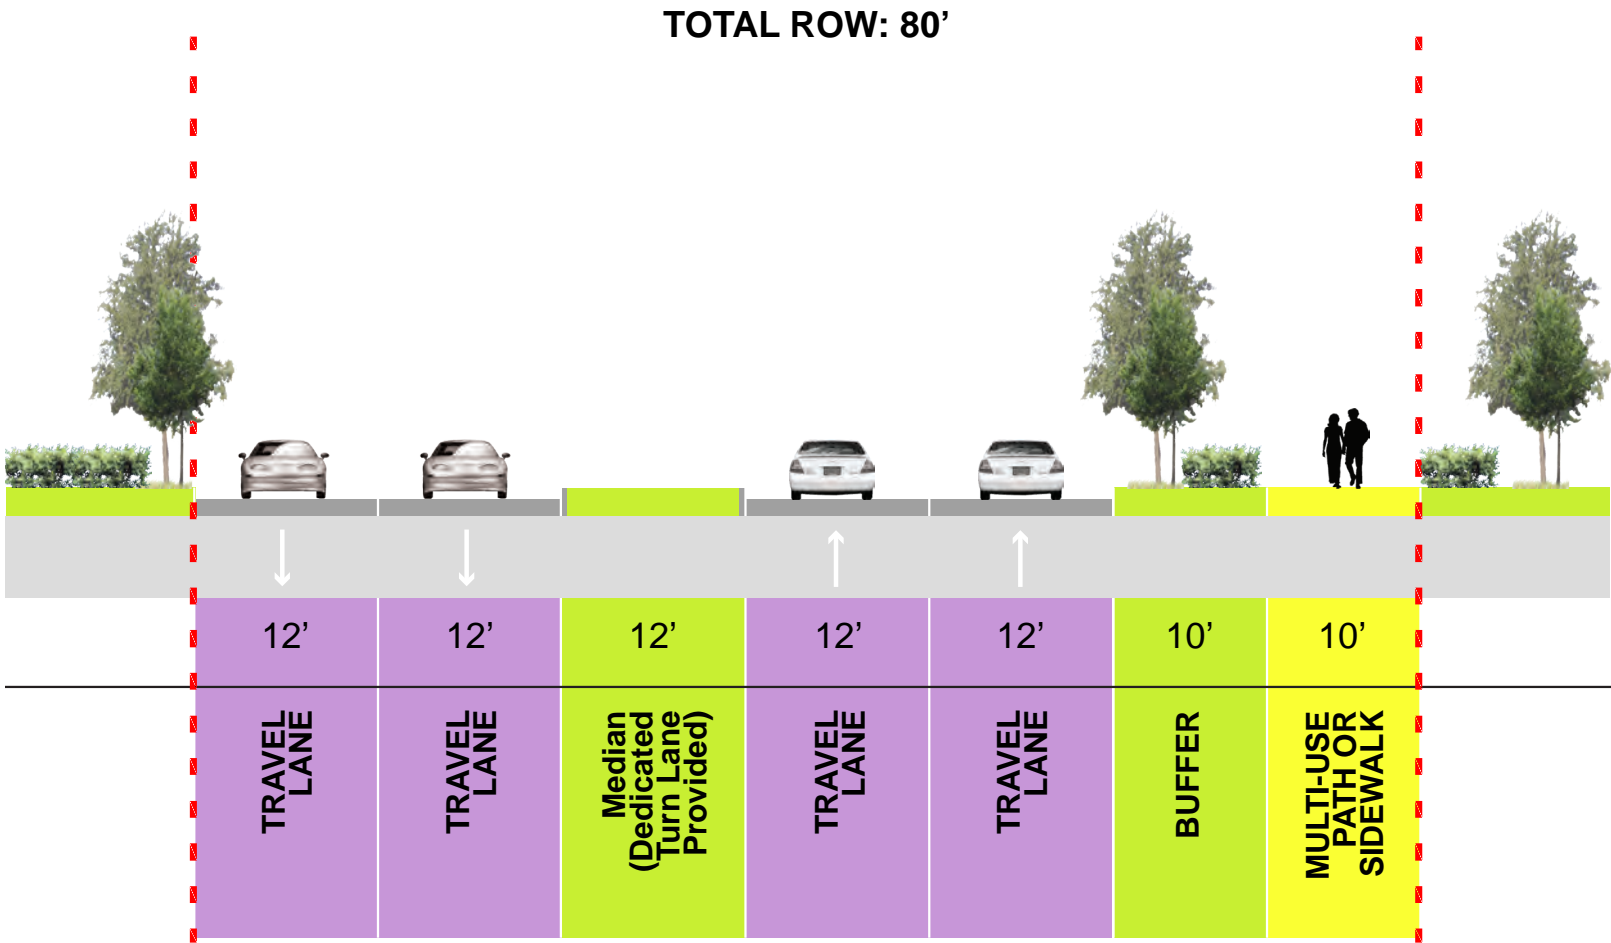 TOTAL ROW: 80’
12’
12’
12’
12’
12’
10’
10’
TRAVEL
LANE
TRAVEL
LANE
Median
(Dedicated
Turn Lane
Provided)
TRAVEL
LANE
TRAVEL
LANE
BUFFER
MULTI-USE
PATH OR
SIDEWALK